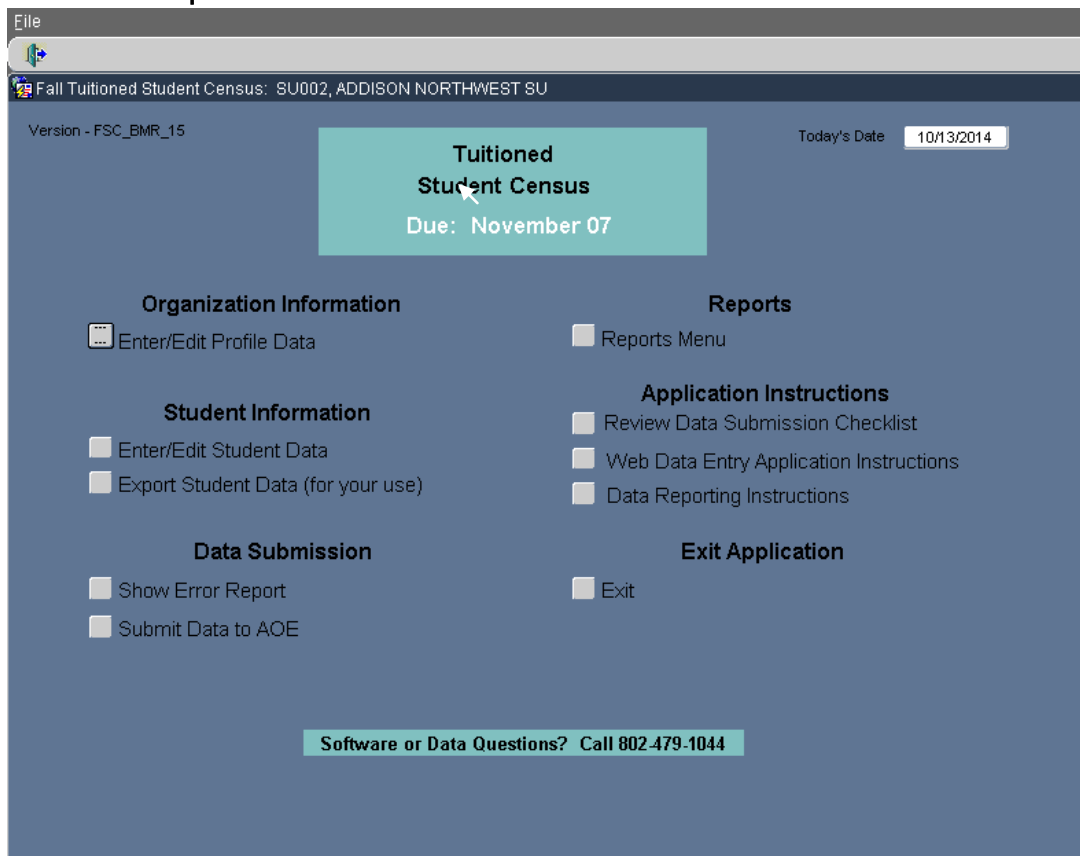 File
Fall Tuitioned Student Census: SU002, ADDISON NORTHWEST SU
Version - FSC_BMR_15
Today's Date 10/13/2014
Tuitioned
Student Census
Due: November 07
Organization Information
Enter/Edit Profile Data
Student Information
Enter/Edit Student Data
Export Student Data (for your use)
Data Submission
Show Error Report
Submit Data to AOE
Reports
Reports Menu
Application Instructions
Review Data Submission Checklist
Web Data Entry Application Instructions
Data Reporting Instructions
Exit Application
Exit
Software or Data Questions? Call 802-479-1044